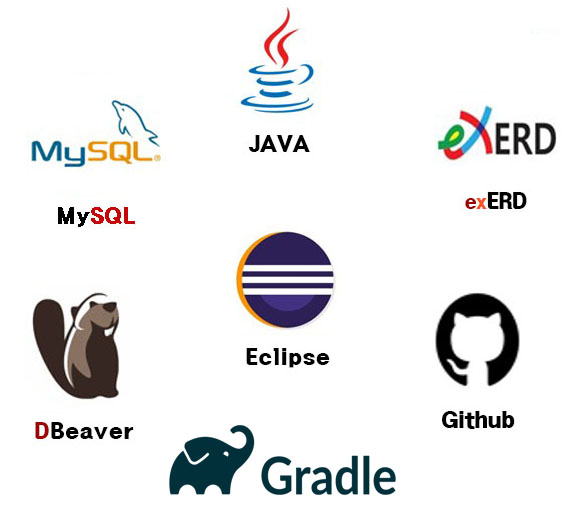 JAVA
MySQL®
eXERD
MySQL
exERD
Eclipse
Github
DBeaver
Gradle